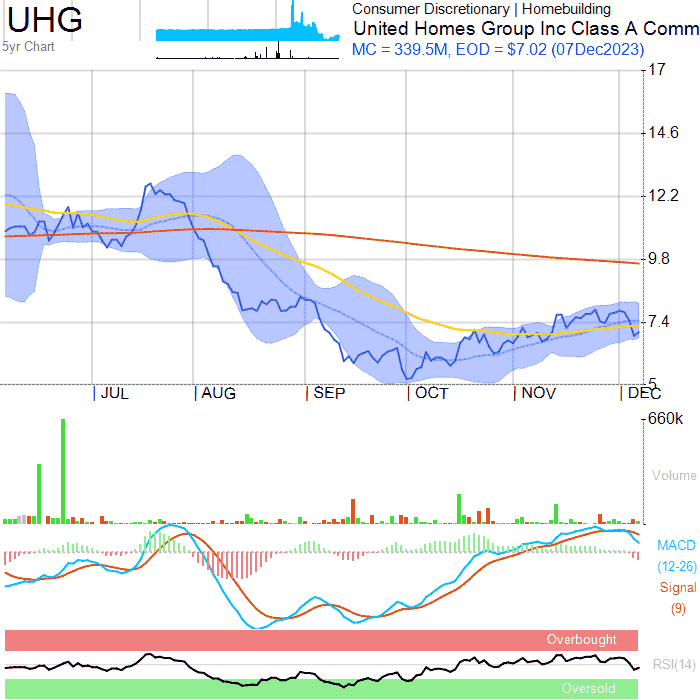 UHG
5yr Chart
Consumer Discretionary | Homebuilding
United Homes Group Inc Class A Comm
MC = 339.5M, EOD = $7.02 (07Dec2023)
17
14.6
12.2
9.8
7.4
5
JUL AUG SEP OCT NOV DEC
660k
Volume
MACD
(12-26)
Signal
(9)
Overbought
RSI(14)
Oversold